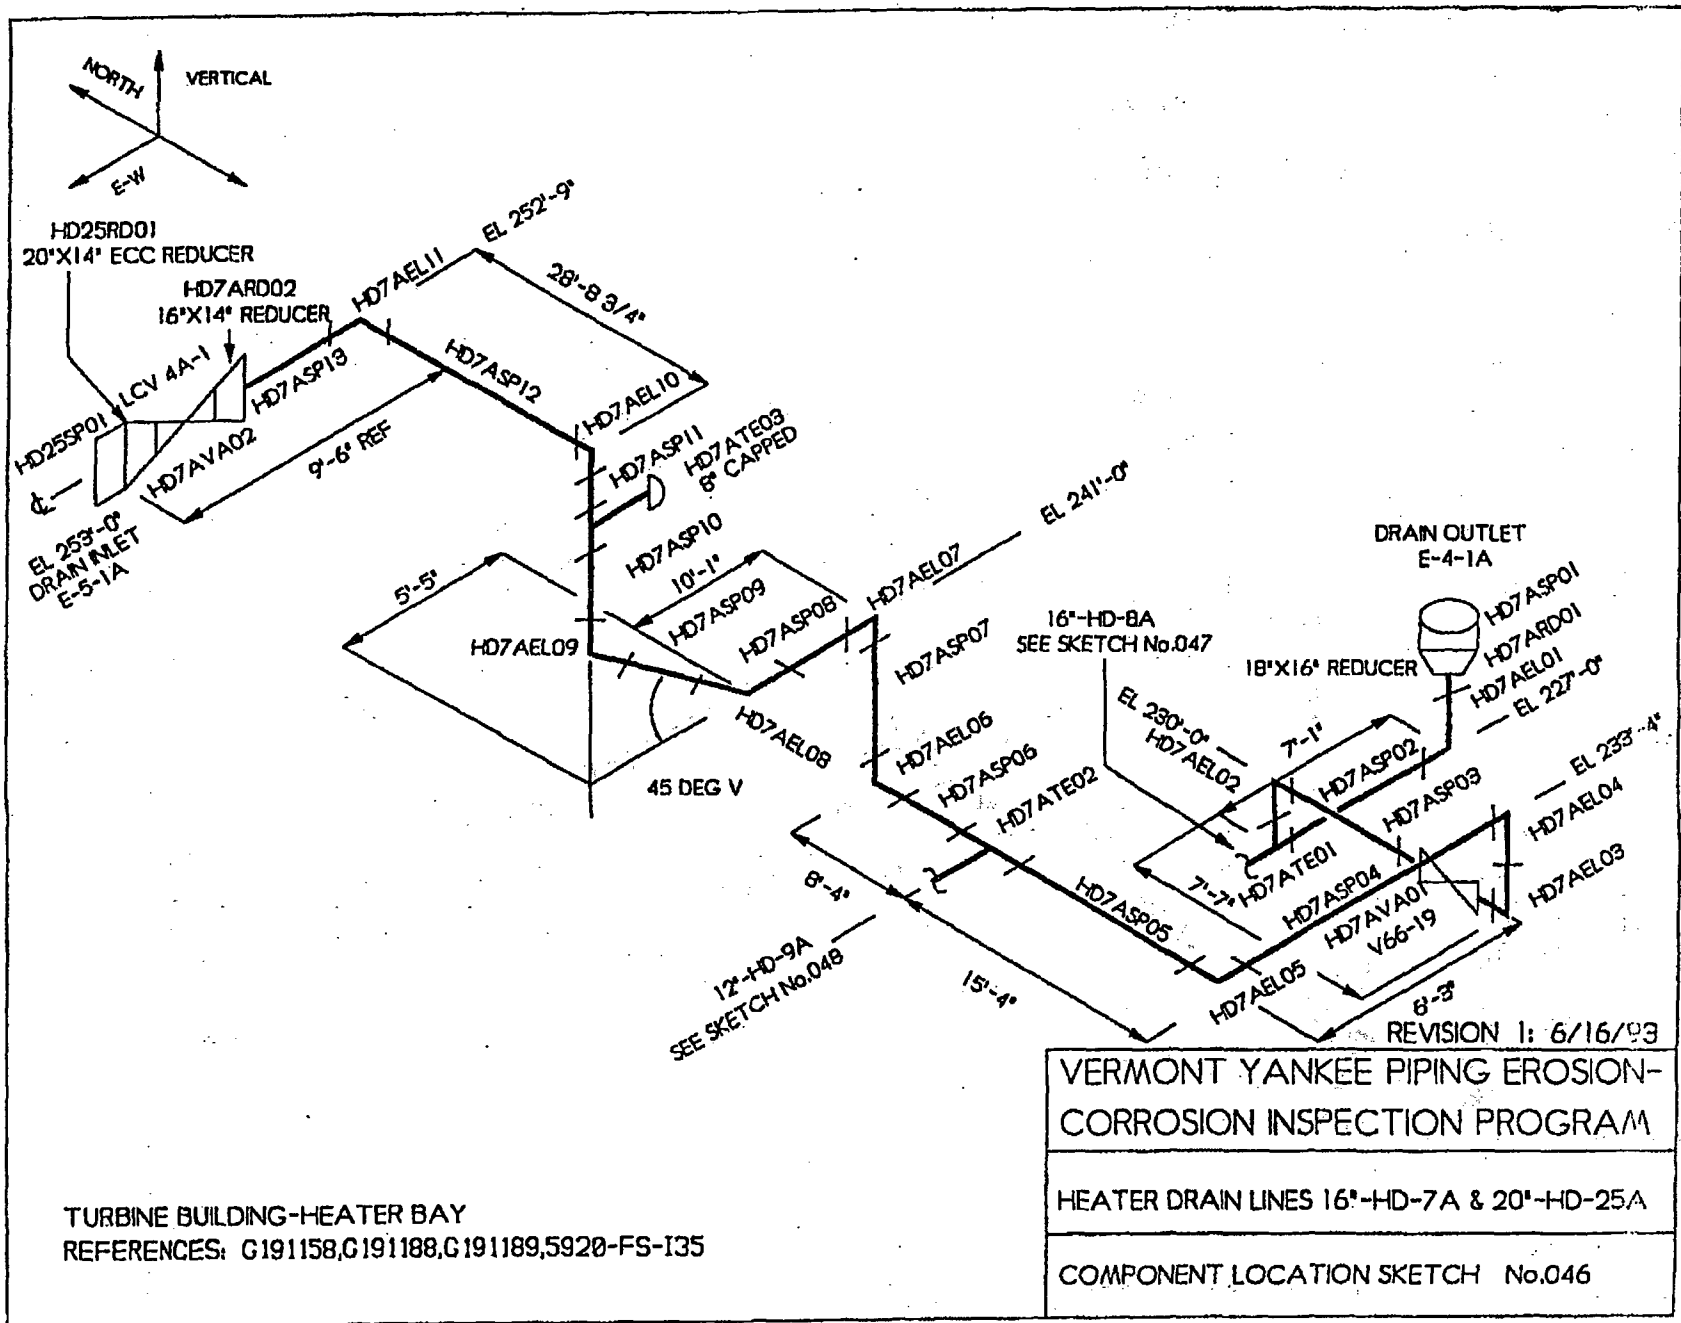 NORTH
VERTICAL
E-W
HD25RD01
20"X14" ECC REDUCER
HD7ARD02
16"X14" REDUCER
HD25SP01
LCV 4A-1
HD7AVA02
HD7ASP13
HD7AEL11
EL 252'-9"
28'-8 3/4"
HD7ASP12
HD7AEL10
9'-6" REF
℄
EL 253'-0"
DRAIN INLET
E-5-1A
HD7ASP11
HD7ATE03
8" CAPPED
HD7ASP10
5'-5"
10'-1"
HD7ASP09
HD7ASP08
HD7AEL07
EL 241'-0"
HD7AEL09
HD7AEL08
45 DEG V
HD7ASP07
HD7AEL06
HD7ASP06
HD7ATE02
16"-HD-8A
SEE SKETCH No.047
DRAIN OUTLET
E-4-1A
HD7ASP01
HD7ARD01
18"X16" REDUCER
HD7AEL01
EL 227'-0"
EL 230'-0"
HD7AEL02
7'-1"
HD7ASP02
HD7ASP03
EL 233'-4"
HD7AEL04
HD7AEL03
7'-7"
HD7ATE01
HD7ASP04
HD7AVA01
V66-19
8'-4"
HD7ASP05
12"-HD-9A
SEE SKETCH No.048
15'-4"
HD7AEL05
6'-3"
REVISION 1: 6/16/93
VERMONT YANKEE PIPING EROSION-
CORROSION INSPECTION PROGRAM
HEATER DRAIN LINES 16"-HD-7A & 20"-HD-25A
COMPONENT LOCATION SKETCH No.046
TURBINE BUILDING-HEATER BAY
REFERENCES: G191158,G191188,G191189,5920-FS-I35